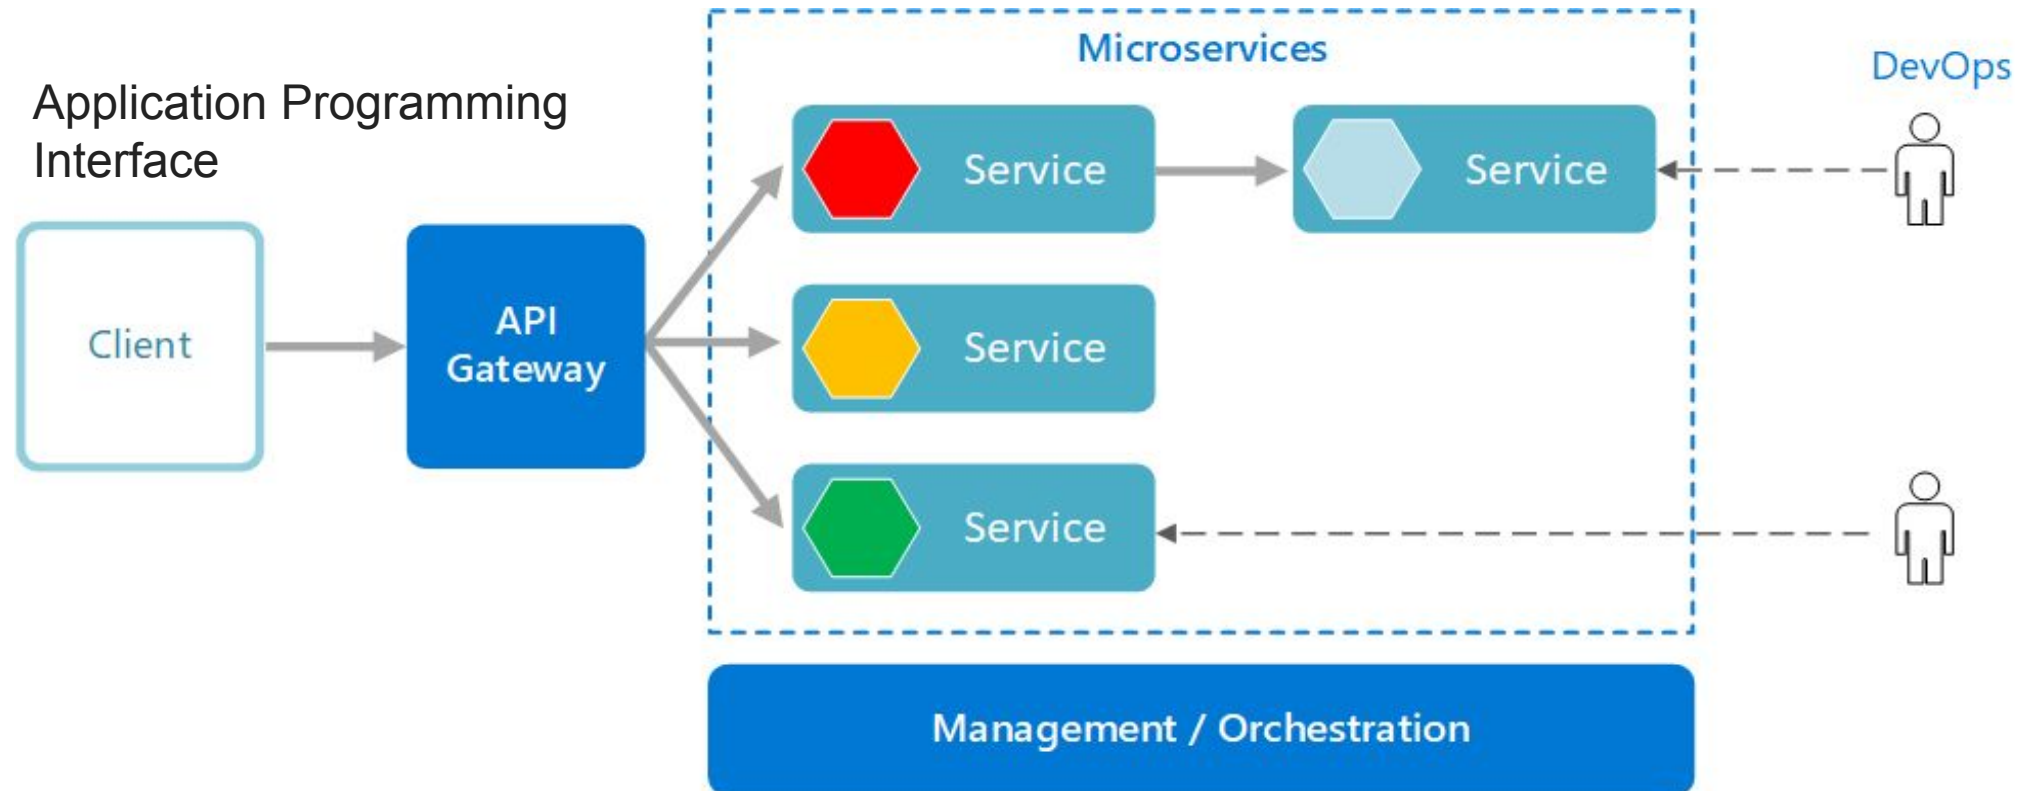 Microservices
DevOps
Application Programming
Interface
Service
Service
Client
API
Gateway
Service
Service
Management / Orchestration